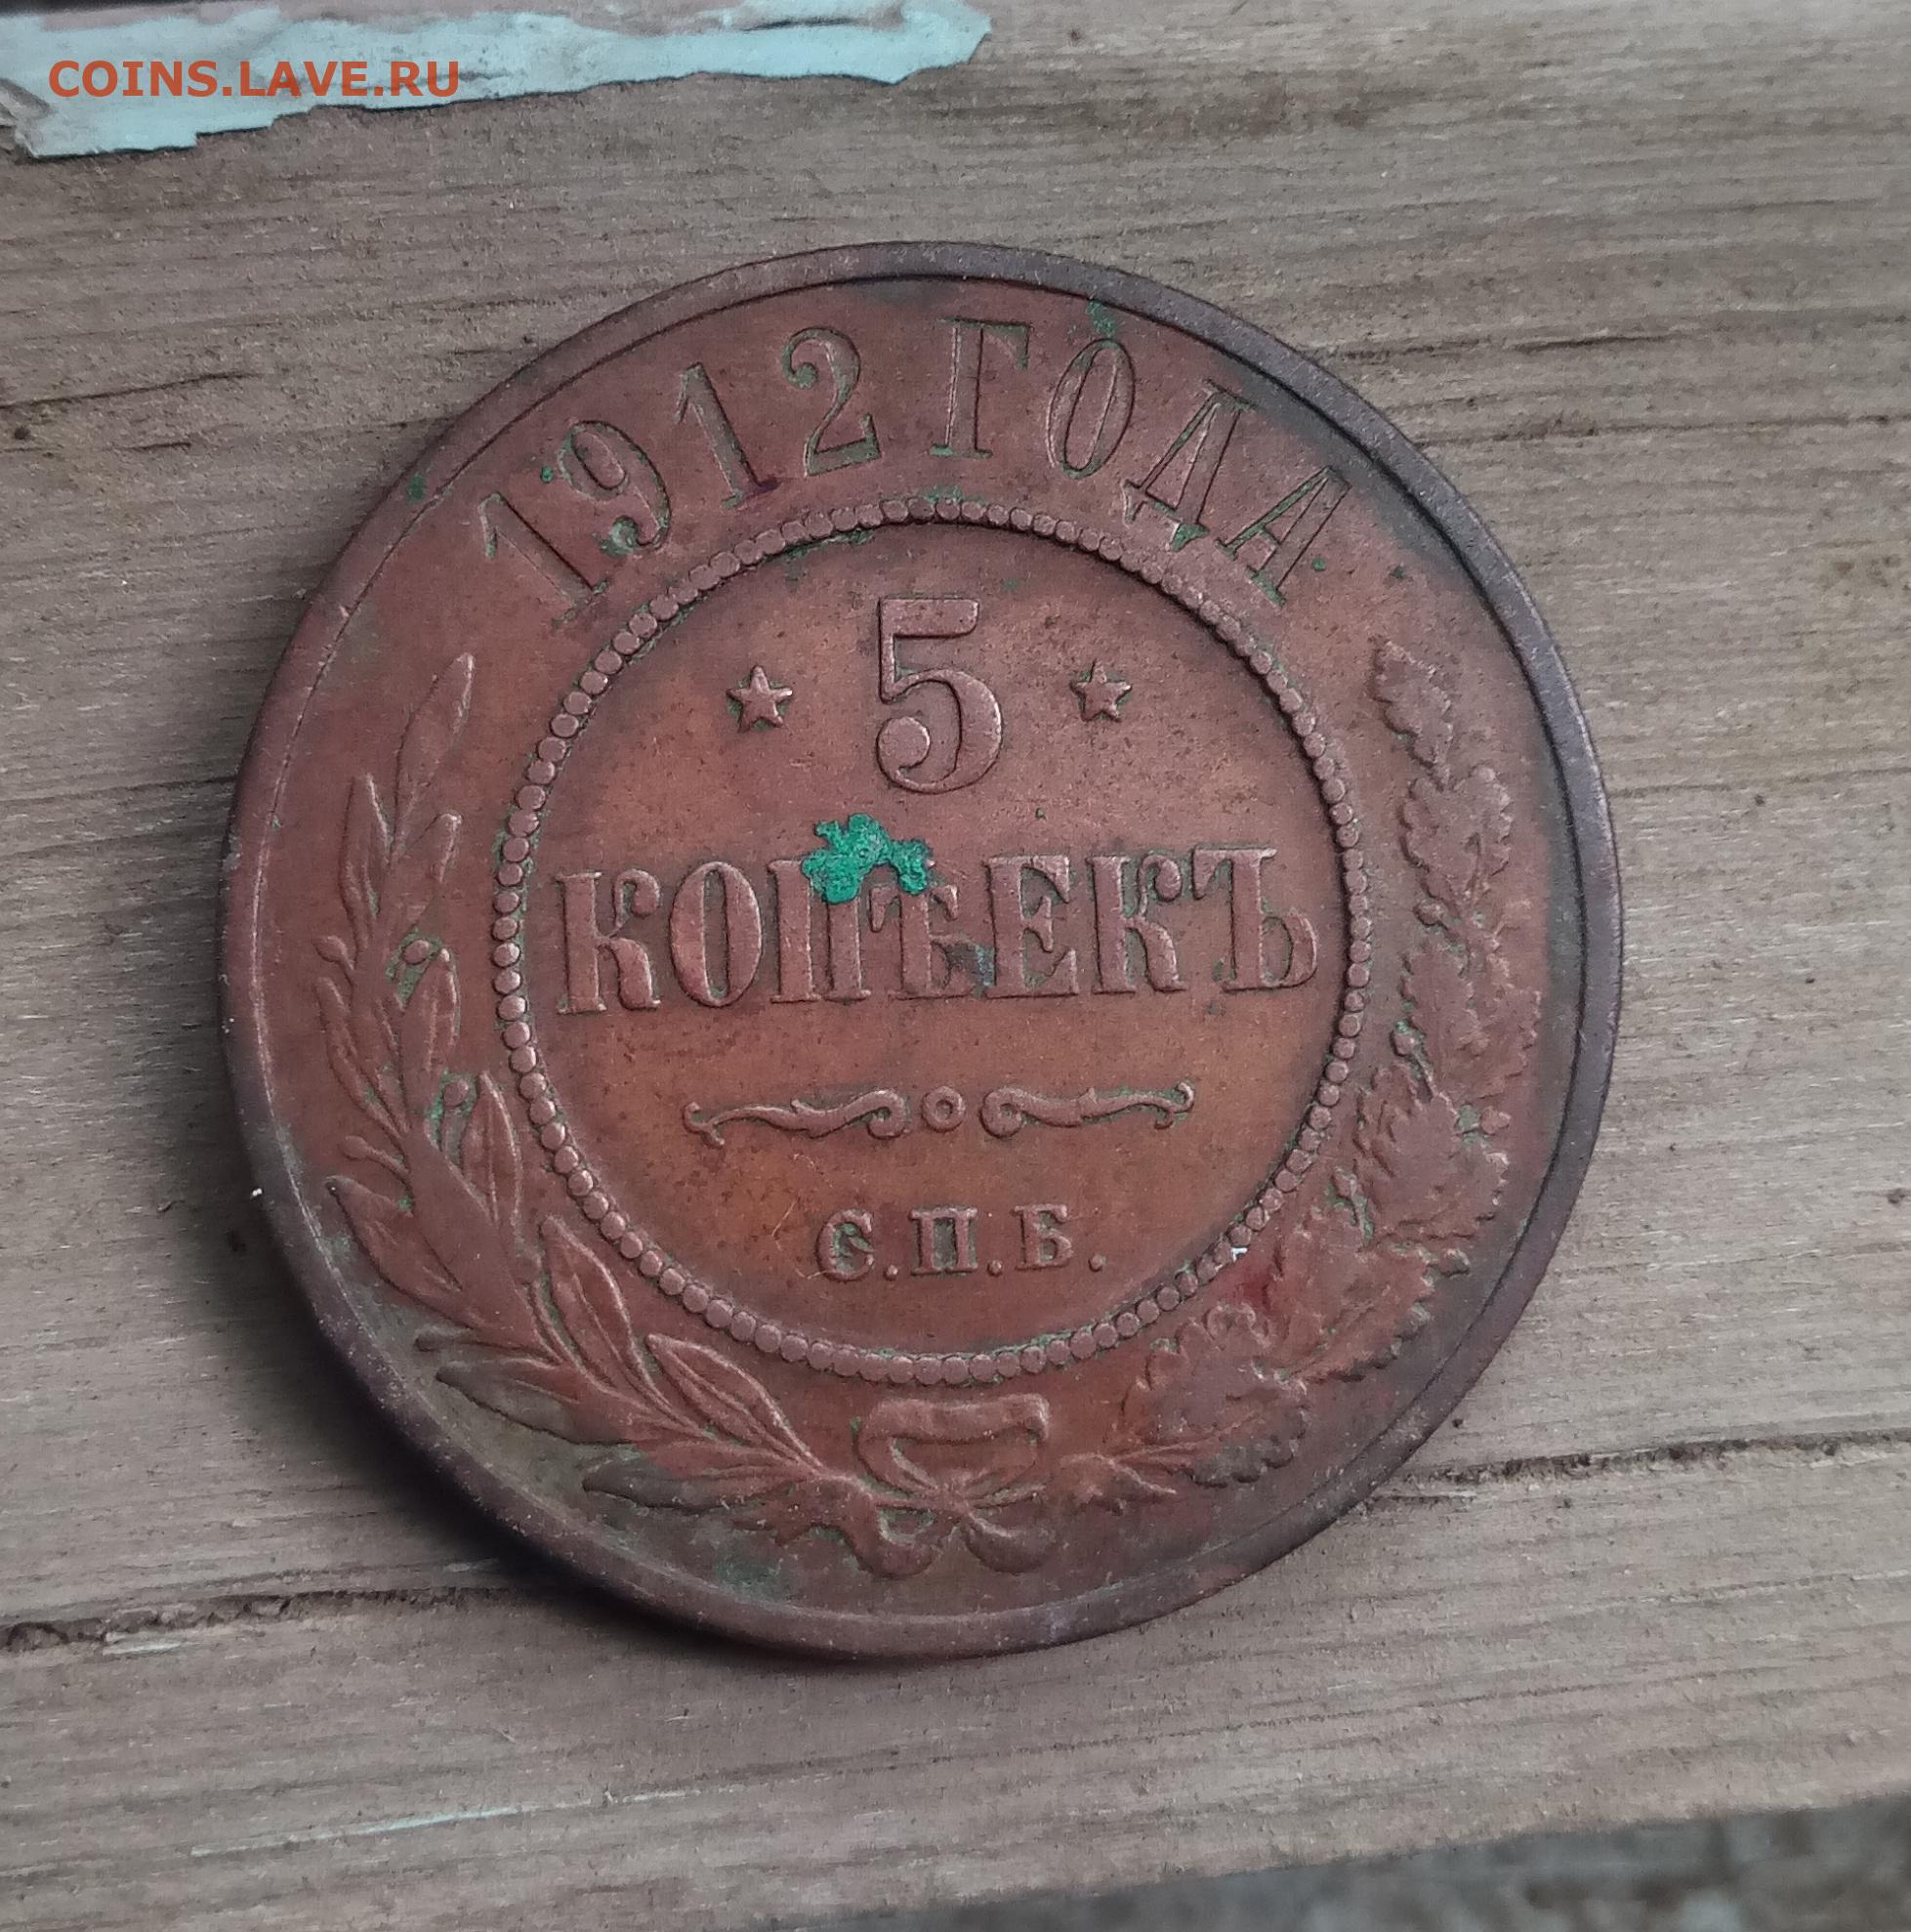 COINS.LAVE.RU
1912 ГОДА.
5
КОПѢЕКЪ
С.П.Б.